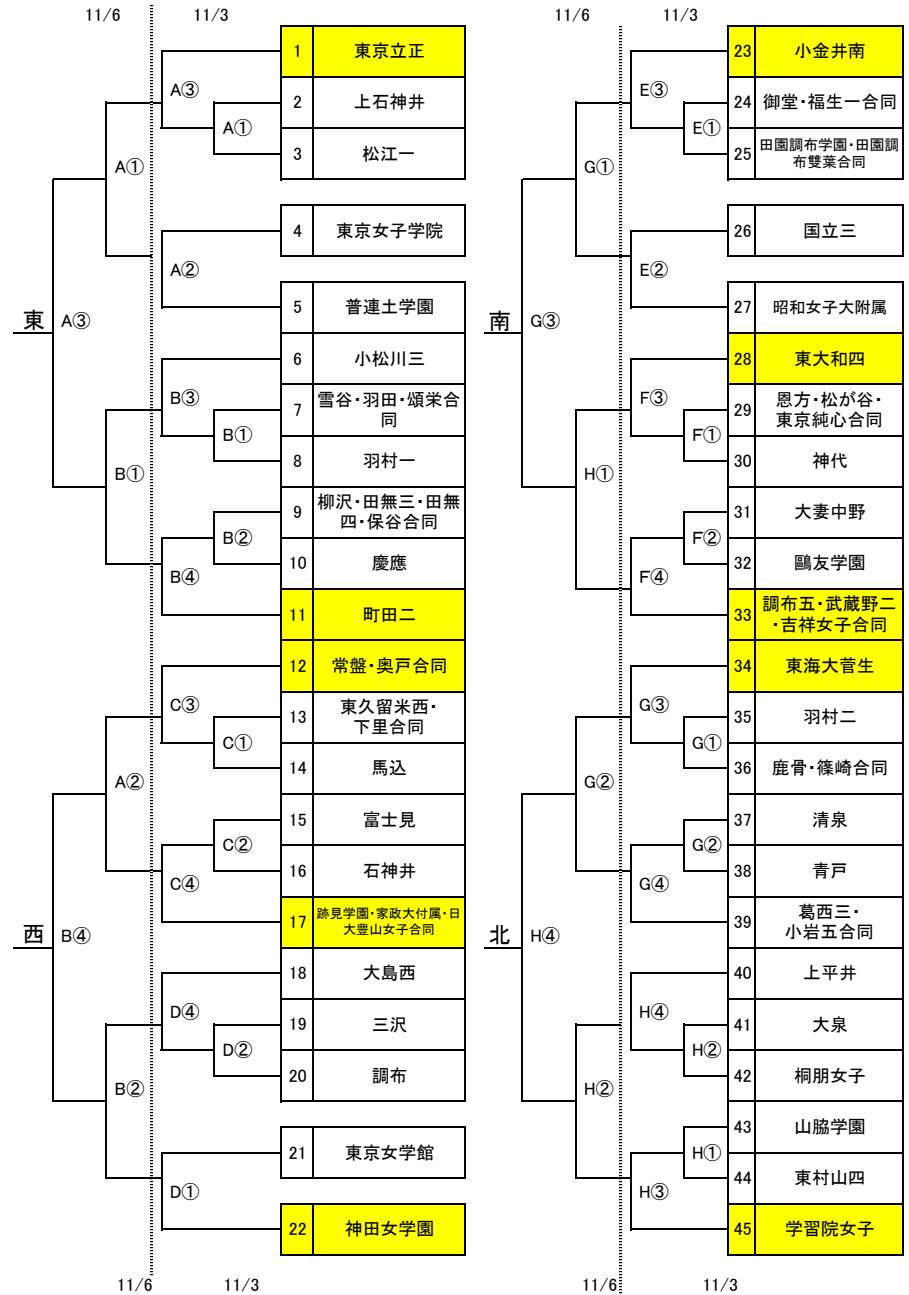 11/6
11/3
1 東京立正
A③
2 上石神井
A①
3 松江一
A①
4 東京女子学院
A②
5 普連土学園
東
A③
6 小松川三
B③
7 雪谷・羽田・頌栄合
同
B①
8 羽村一
B①
9 柳沢・田無三・田無
四・保谷合同
B②
10 慶應
B④
11 町田二
12 常盤・奥戸合同
C③
13 東久留米西・
下里合同
C①
14 馬込
A②
15 富士見
C②
16 石神井
C④
17 跡見学園・家政大付属・日
大豊山女子合同
西
B④
18 大島西
D④
19 三沢
D②
20 調布
B②
21 東京女学館
D①
22 神田女学園
11/6
11/3
11/6
11/3
23 小金井南
E③
24 御堂・福生一合同
E①
25 田園調布学園・田園調
布雙葉合同
G①
26 国立三
E②
27 昭和女子大附属
南
G③
28 東大和四
F③
29 恩方・松が谷・
東京純心合同
F①
30 神代
H①
31 大妻中野
F②
32 鷗友学園
F④
33 調布五・武蔵野二
・吉祥女子合同
34 東海大菅生
G③
35 羽村二
G①
36 鹿骨・篠崎合同
G②
37 清泉
G②
38 青戸
G④
39 葛西三・
小岩五合同
北
H④
40 上平井
H④
41 大泉
H②
42 桐朋女子
H②
43 山脇学園
H①
44 東村山四
H③
45 学習院女子
11/6
11/3